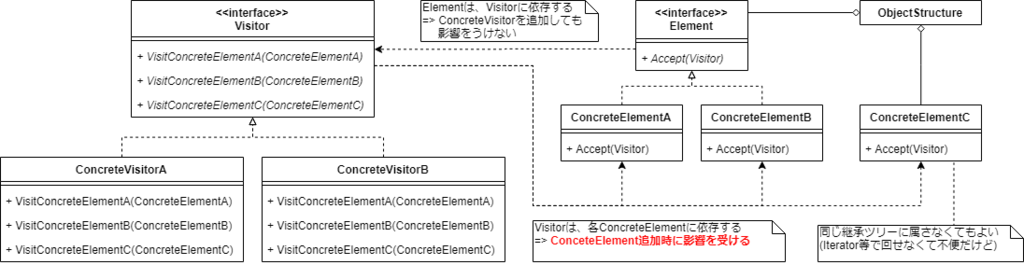 <<interface>>
Visitor
+ VisitConcreteElementA(ConcreteElementA)
+ VisitConcreteElementB(ConcreteElementB)
+ VisitConcreteElementC(ConcreteElementC)
Elementは、Visitorに依存する
=> ConcreteVisitorを追加しても
影響をうけない
<<interface>>
Element
+ Accept(Visitor)
ObjectStructure
ConcreteElementA
+ Accept(Visitor)
ConcreteElementB
+ Accept(Visitor)
ConcreteElementC
+ Accept(Visitor)
ConcreteVisitorA
+ VisitConcreteElementA(ConcreteElementA)
+ VisitConcreteElementB(ConcreteElementB)
+ VisitConcreteElementC(ConcreteElementC)
ConcreteVisitorB
+ VisitConcreteElementA(ConcreteElementA)
+ VisitConcreteElementB(ConcreteElementB)
+ VisitConcreteElementC(ConcreteElementC)
Visitorは、各ConcreteElementに依存する
=> ConceteElement追加時に影響を受ける
同じ継承ツリーに属さなくてもよい
(Iterator等で回せなくて不便だけど)